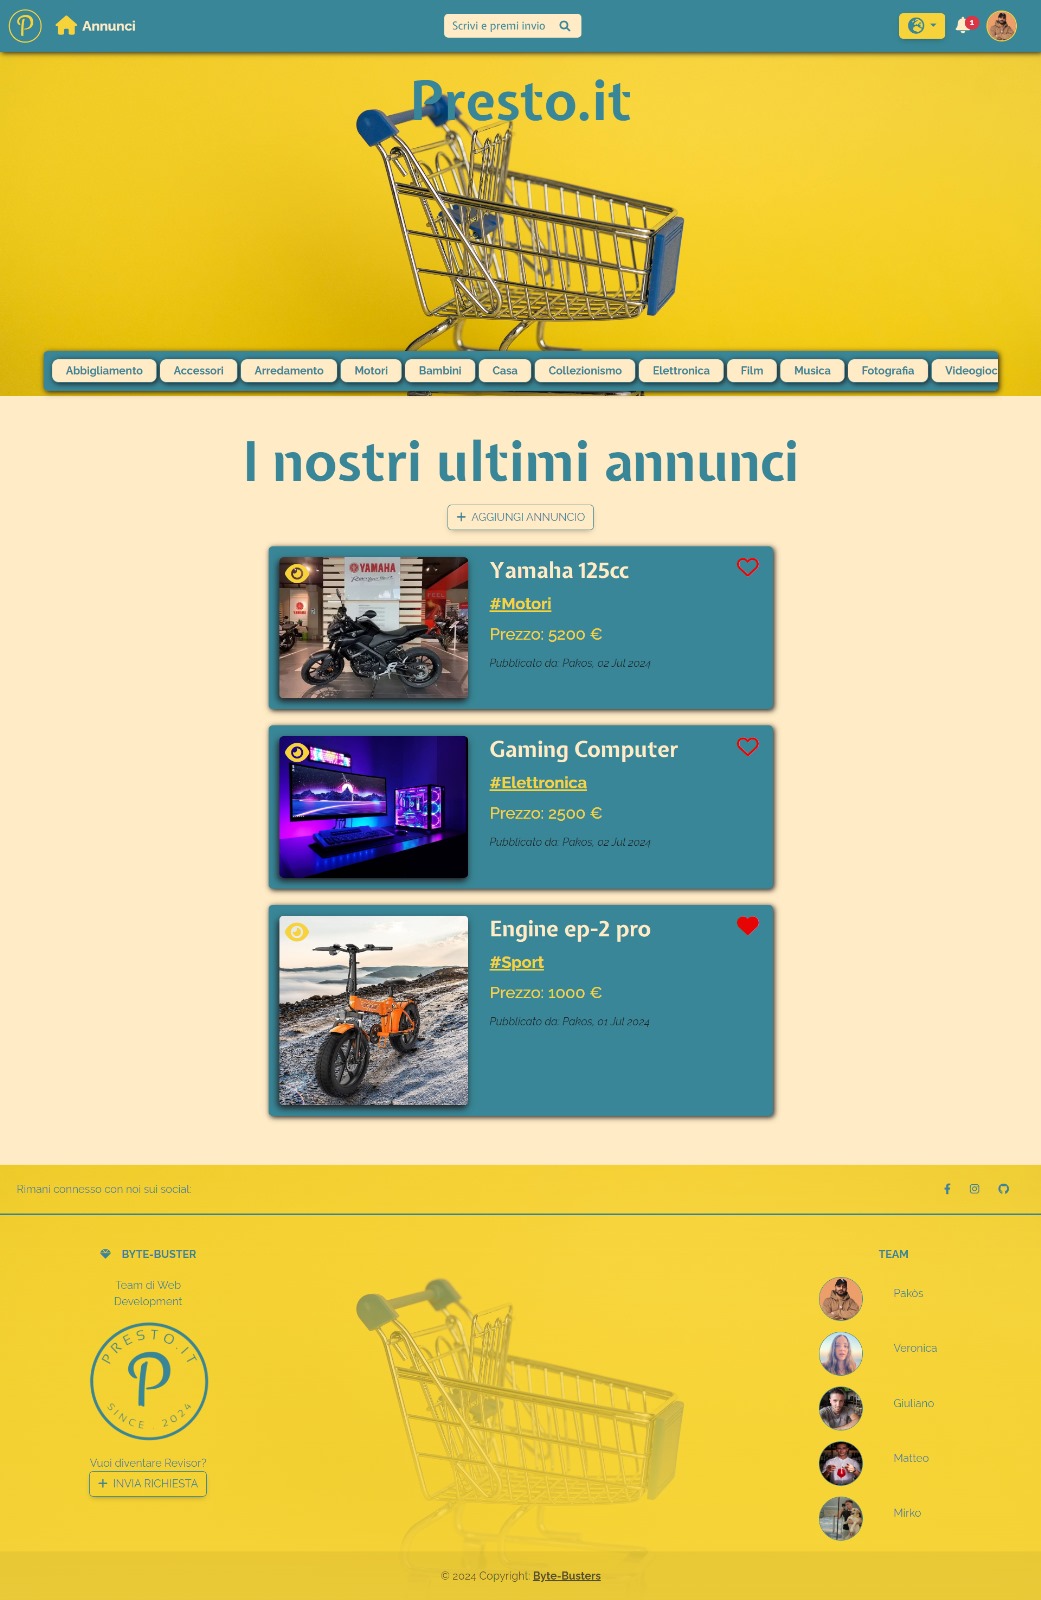 P
Annunci
Scrivi e premi invio
1
Presto.it
Abbigliamento
Accessori
Arredamento
Motori
Bambini
Casa
Collezionismo
Elettronica
Film
Musica
Fotografia
Videogioc
I nostri ultimi annunci
+ AGGIUNGI ANNUNCIO
YAMAHA
Yamaha 125cc
#Motori
Prezzo: 5200 €
Pubblicato da: Pakos, 02 Jul 2024
Gaming Computer
#Elettronica
Prezzo: 2500 €
Pubblicato da: Pakos, 02 Jul 2024
Engine ep-2 pro
#Sport
Prezzo: 1000 €
Pubblicato da: Pakos, 01 Jul 2024
Rimani connesso con noi sui social:
BYTE-BUSTER
Team di Web
Development
PRESTO.IT
P
SINCE 2024
Vuoi diventare Revisor?
+ INVIA RICHIESTA
TEAM
Pakos
Veronica
Giuliano
Matteo
Mirko
© 2024 Copyright: Byte-Busters